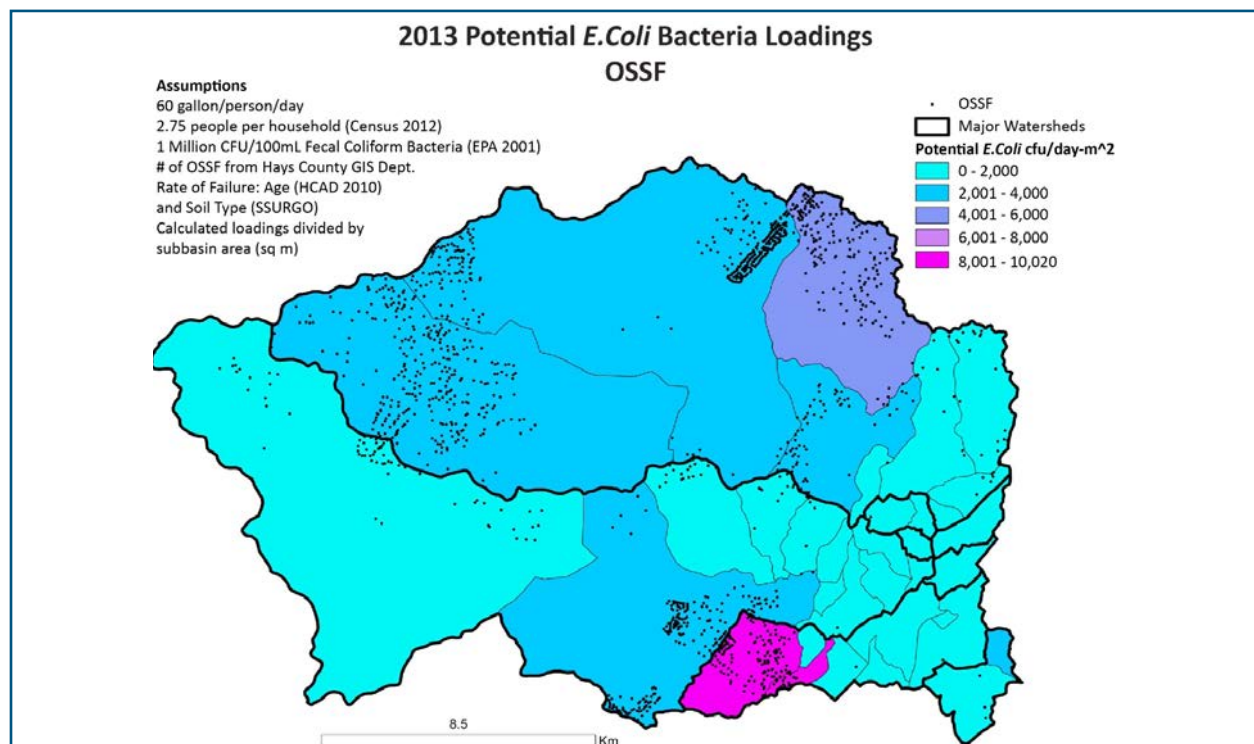 2013 Potential E.Coli Bacteria Loadings
OSSF
Assumptions
60 gallon/person/day
2.75 people per household (Census 2012)
1 Million CFU/100mL Fecal Coliform Bacteria (EPA 2001)
# of OSSF from Hays County GIS Dept.
Rate of Failure: Age (HCAD 2010)
and Soil Type (SSURGO)
Calculated loadings divided by
subbasin area (sq m)
OSSF
Major Watersheds
Potential E.Coli cfu/day-m^2
0 - 2,000
2,001 - 4,000
4,001 - 6,000
6,001 - 8,000
8,001 - 10,020
8.5
Km